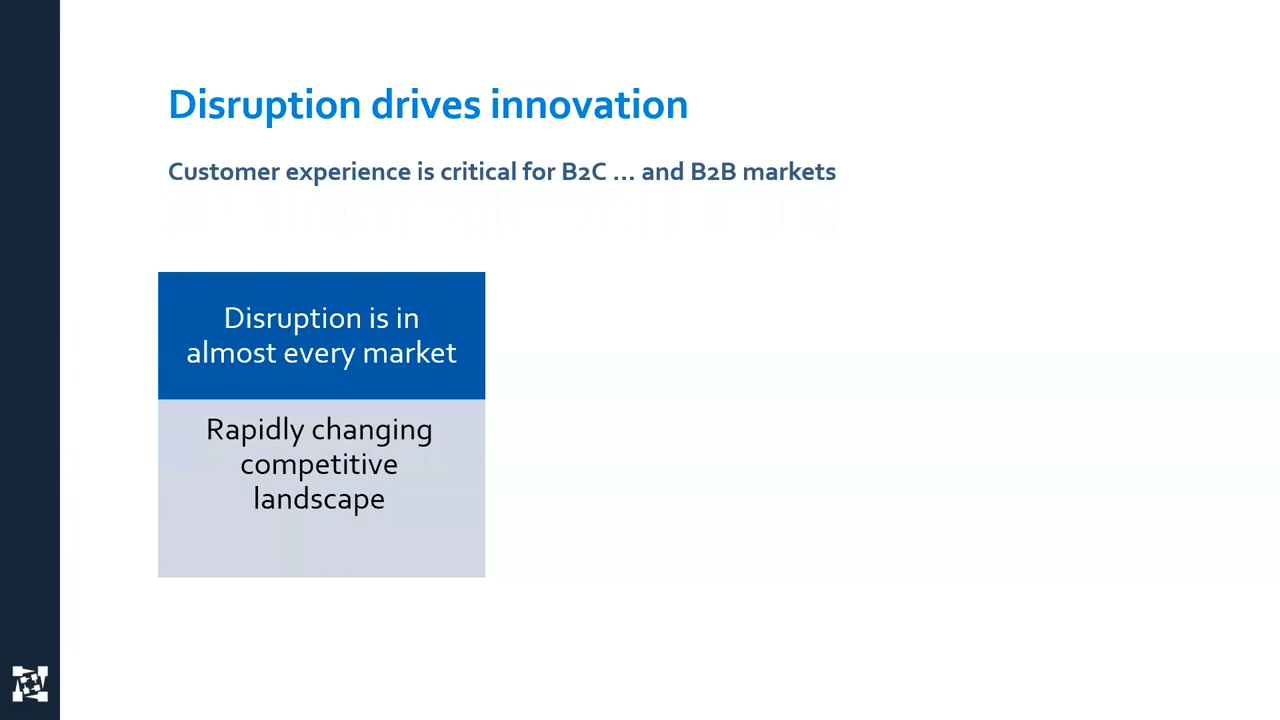 Disruption drives innovation
Customer experience is critical for B2C ... and B2B markets
Disruption is in
almost every market
Rapidly changing
competitive
landscape